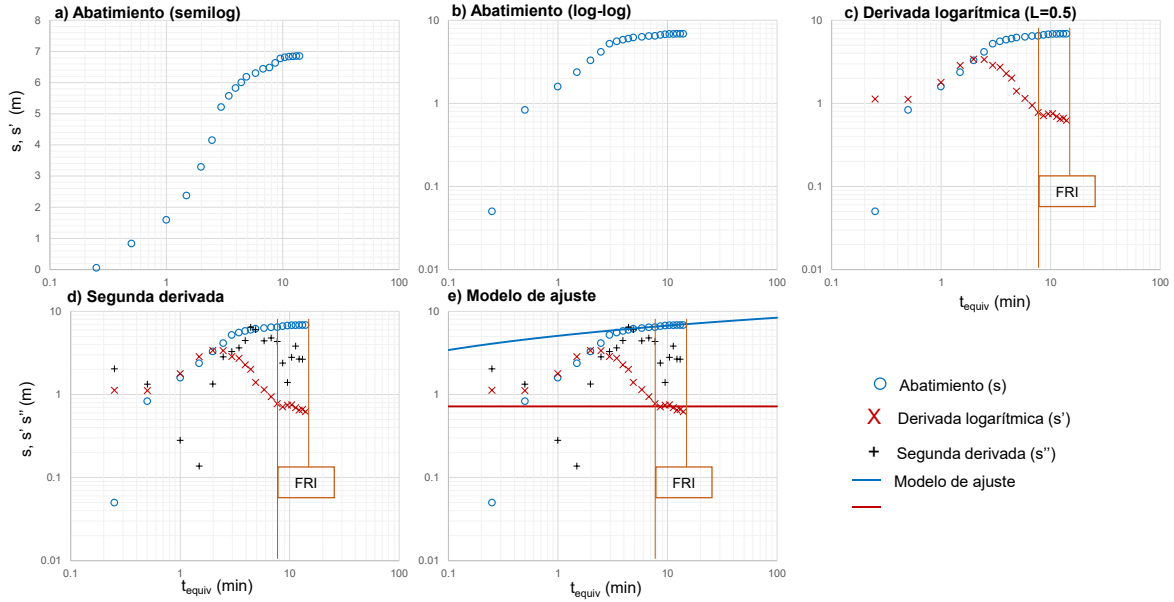 a) Abatimiento (semilog)
8
7
6
5
4
3
2
1
0
0.1
1
10
100
s, s' (m)
b) Abatimiento (log-log)
10
1
0.1
0.01
0.1
1
10
100
c) Derivada logarítmica (L=0.5)
10
1
0.1
0.01
FRI
0.1
1
10
100
t equiv (min)
d) Segunda derivada
10
1
0.1
0.01
FRI
0.1
1
10
100
s, s' s'' (m)
t equiv (min)
e) Modelo de ajuste
10
1
0.1
0.01
FRI
0.1
1
10
100
t equiv (min)
Abatimiento (s)
Derivada logarítmica (s')
Segunda derivada (s'')
Modelo de ajuste